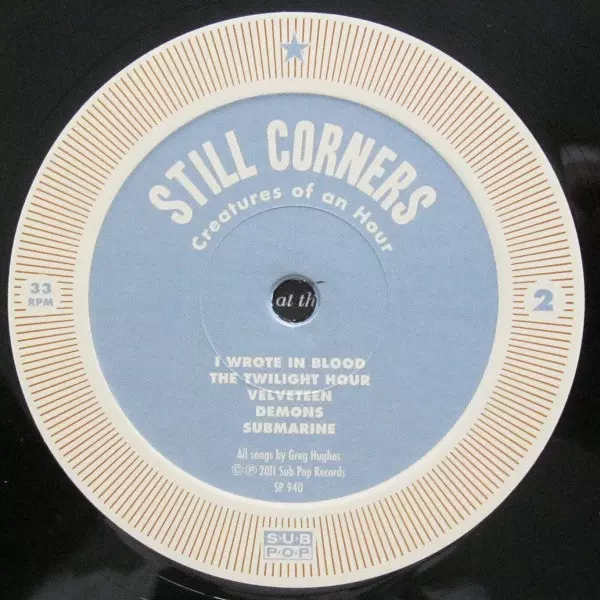 STILL CORNERS
Creatures of an Hour
33
RPM
2
at th
I WROTE IN BLOOD
THE TWILIGHT HOUR
VELVETEEN
DEMONS
SUBMARINE
All songs by Greg Hughes
©℗ 2011 Sub Pop Records
SP 940
SUB
POP